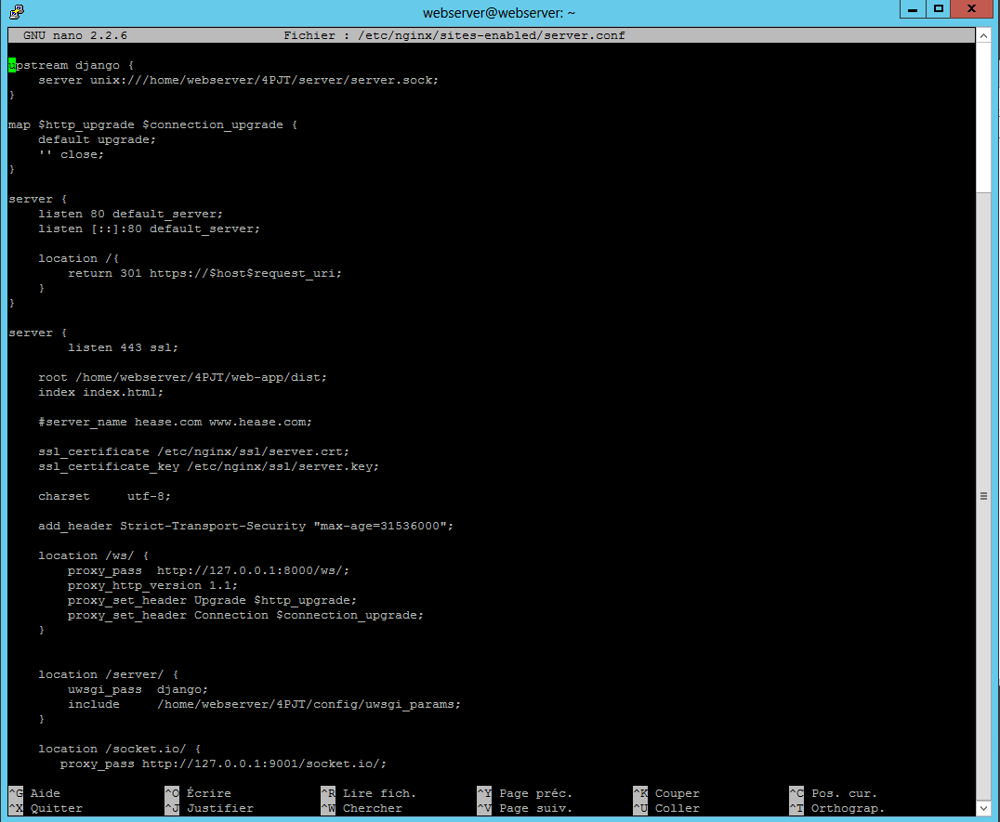 webserver@webserver: ~
GNU nano 2.2.6 Fichier : /etc/nginx/sites-enabled/server.conf
upstream django {
    server unix:///home/webserver/4PJT/server/server.sock;
}
map $http_upgrade $connection_upgrade {
    default upgrade;
    '' close;
}
server {
    listen 80 default_server;
    listen [::]:80 default_server;
    location /{
        return 301 https://$host$request_uri;
    }
}
server {
        listen 443 ssl;
    root /home/webserver/4PJT/web-app/dist;
    index index.html;
    #server_name hease.com www.hease.com;
    ssl_certificate /etc/nginx/ssl/server.crt;
    ssl_certificate_key /etc/nginx/ssl/server.key;
    charset     utf-8;
    add_header Strict-Transport-Security "max-age=31536000";
    location /ws/ {
        proxy_pass  http://127.0.0.1:8000/ws/;
        proxy_http_version 1.1;
        proxy_set_header Upgrade $http_upgrade;
        proxy_set_header Connection $connection_upgrade;
    }
    location /server/ {
        uwsgi_pass  django;
        include     /home/webserver/4PJT/config/uwsgi_params;
    }
    location /socket.io/ {
       proxy_pass http://127.0.0.1:9001/socket.io/;
^G Aide ^O Écrire ^R Lire fich. ^Y Page préc. ^K Couper ^C Pos. cur.
^X Quitter ^J Justifier ^W Chercher ^V Page suiv. ^U Coller ^T Orthograp.